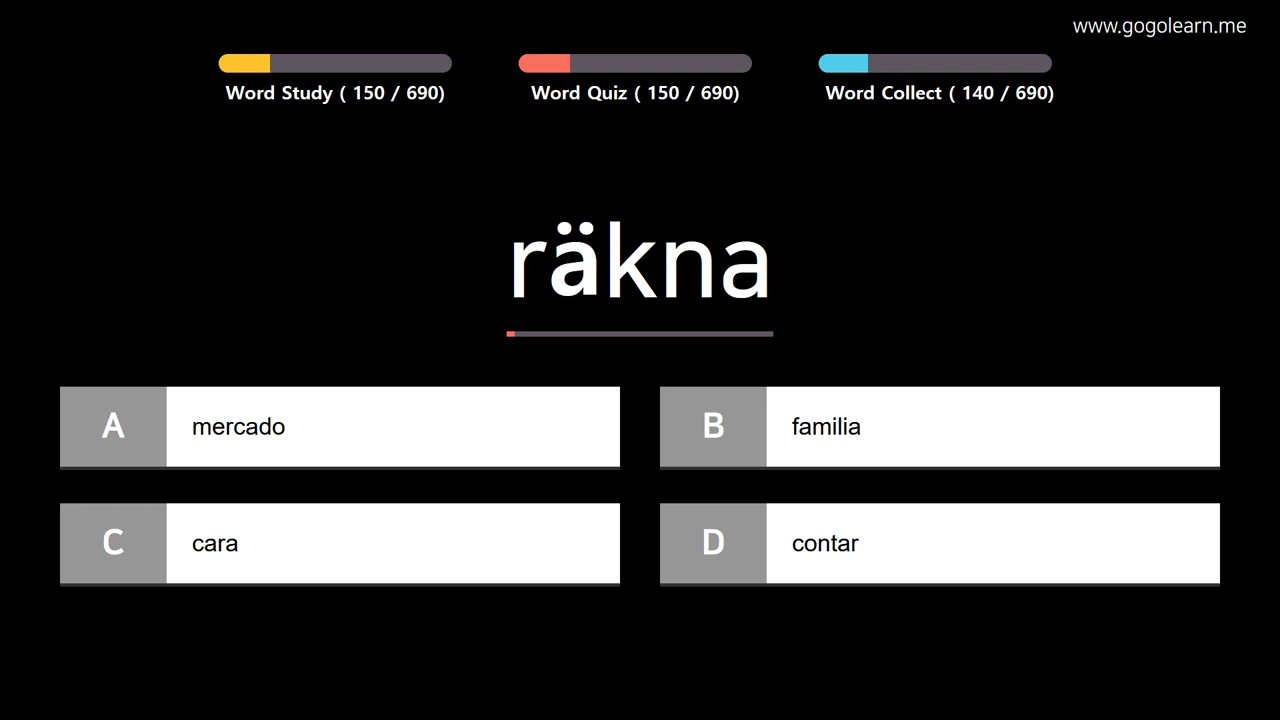 www.gogolearn.me
Word Study ( 150 / 690)
Word Quiz ( 150 / 690)
Word Collect ( 140 / 690)
räkna
A mercado
B familia
C cara
D contar